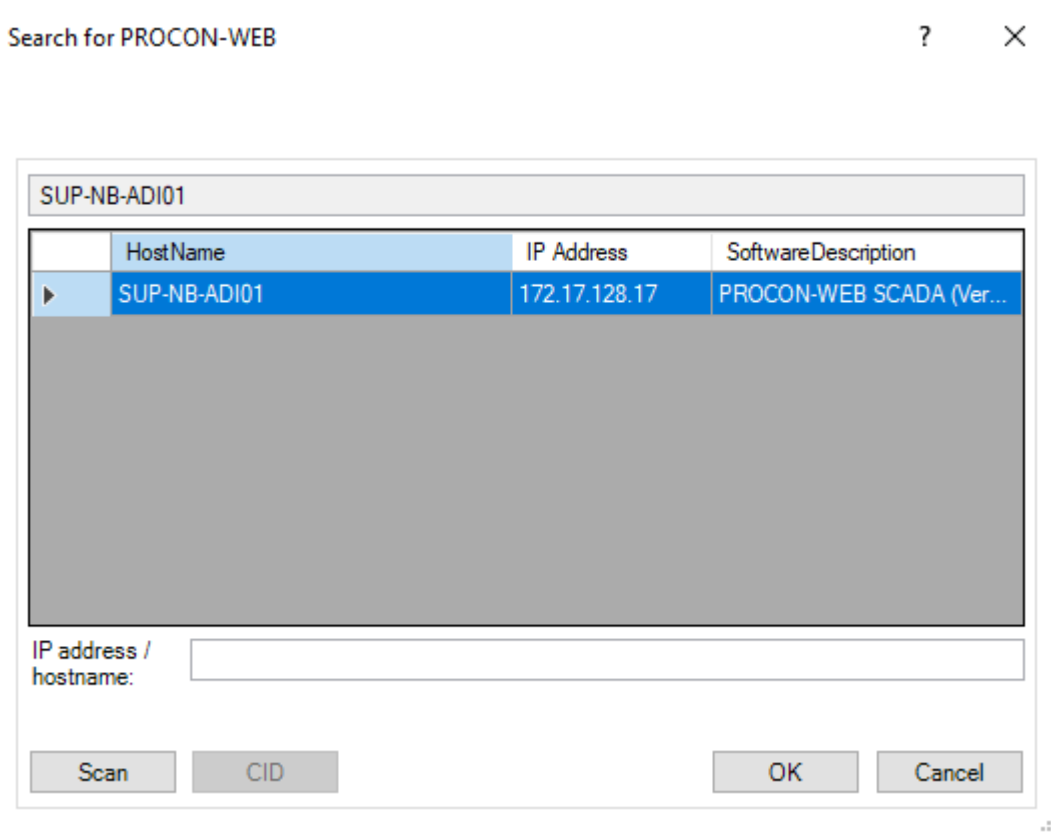 Search for PROCON-WEB ?
SUP-NB-ADI01
HostName IP Address SoftwareDescription
SUP-NB-ADI01 172.17.128.17 PROCON-WEB SCADA (Ver...
IP address /
hostname:
Scan CID OK Cancel